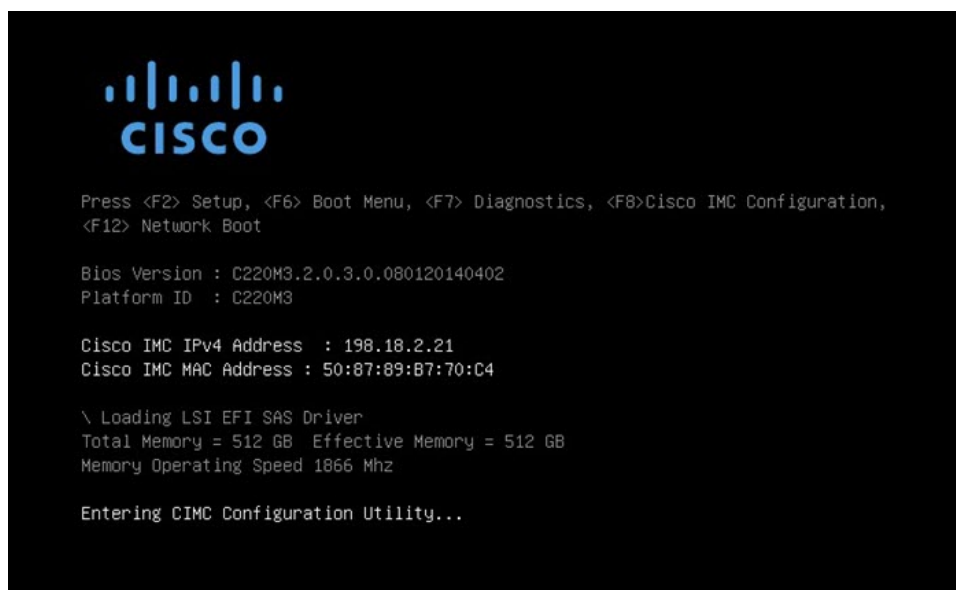 CISCO
Press <F2> Setup, <F6> Boot Menu, <F7> Diagnostics, <F8>Cisco IMC Configuration,
<F12> Network Boot
Bios Version : C220M3.2.0.3.0.080120140402
Platform ID  : C220M3
Cisco IMC IPv4 Address  : 198.18.2.21
Cisco IMC MAC Address : 50:87:89:B7:70:C4
\ Loading LSI EFI SAS Driver
Total Memory = 512 GB  Effective Memory = 512 GB
Memory Operating Speed 1866 Mhz
Entering CIMC Configuration Utility...